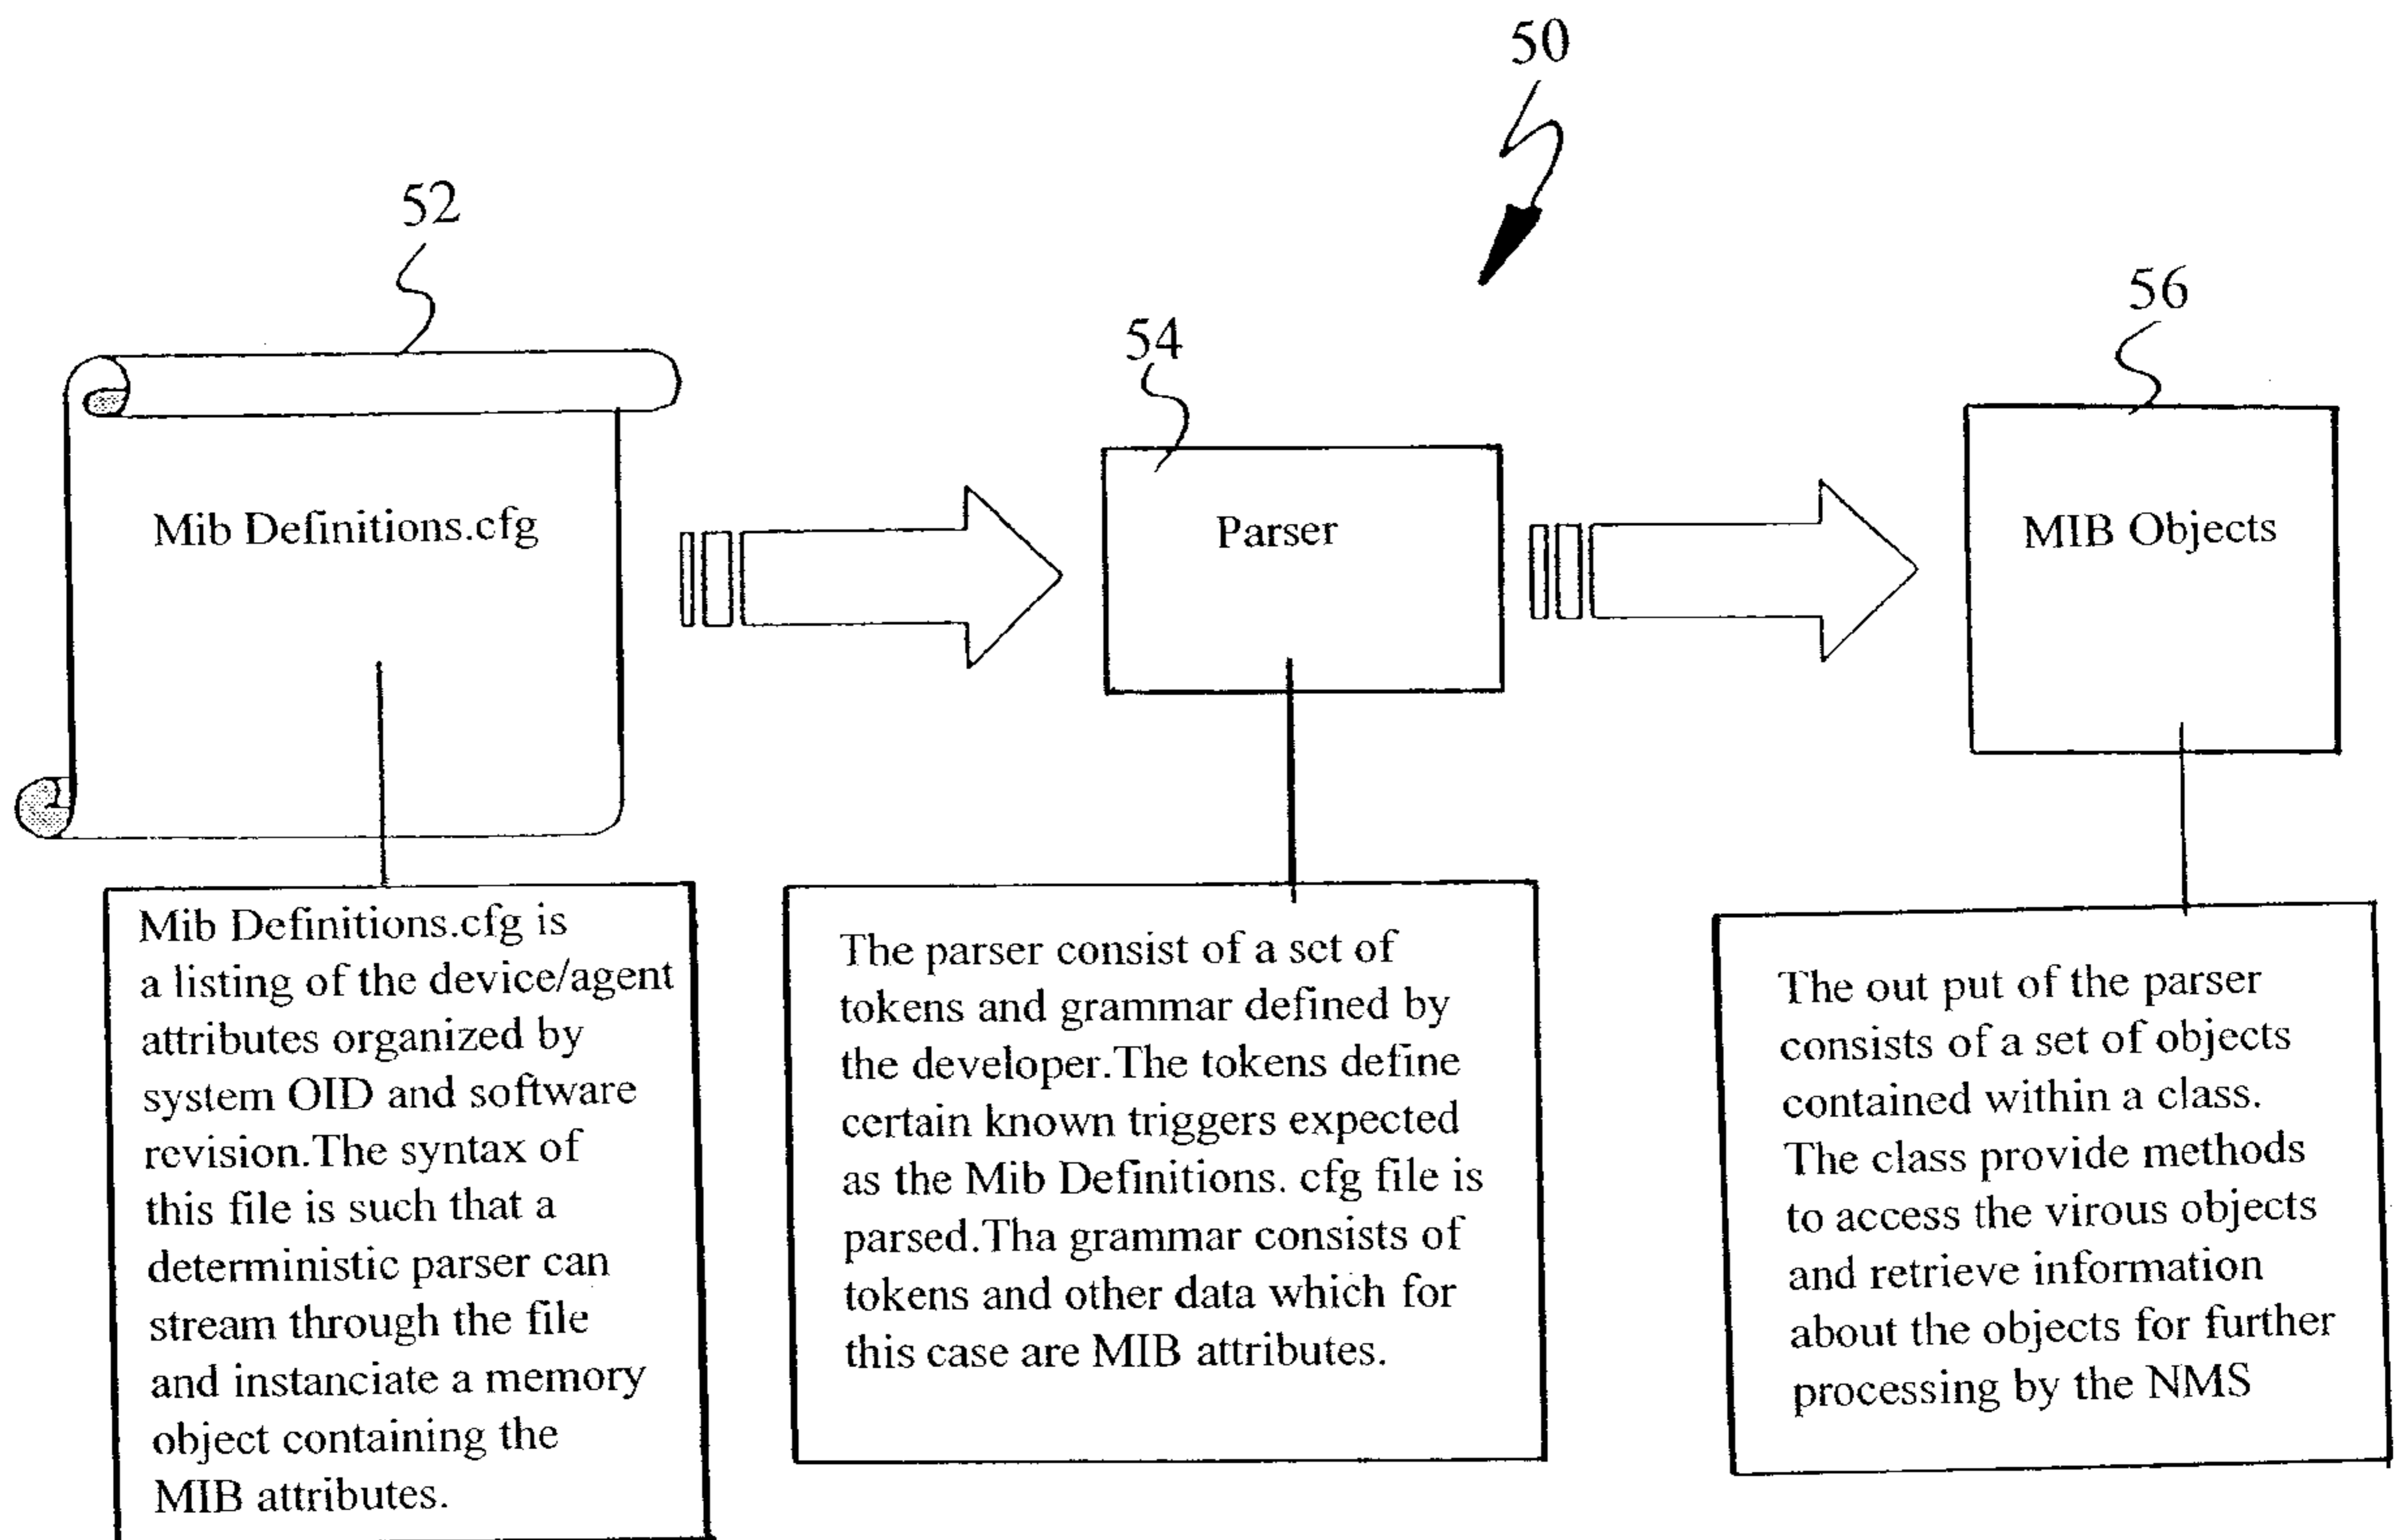 50
52
54
56
Mib Definitions.cfg
Parser
MIB Objects
Mib Definitions.cfg is
a listing of the device/agent
attributes organized by
system OID and software
revision.The syntax of
this file is such that a
deterministic parser can
stream through the file
and instanciate a memory
object containing the
MIB attributes.
The parser consist of a set of
tokens and grammar defined by
the developer.The tokens define
certain known triggers expected
as the Mib Definitions. cfg file is
parsed.Tha grammar consists of
tokens and other data which for
this case are MIB attributes.
The out put of the parser
consists of a set of objects
contained within a class.
The class provide methods
to access the virous objects
and retrieve information
about the objects for further
processing by the NMS